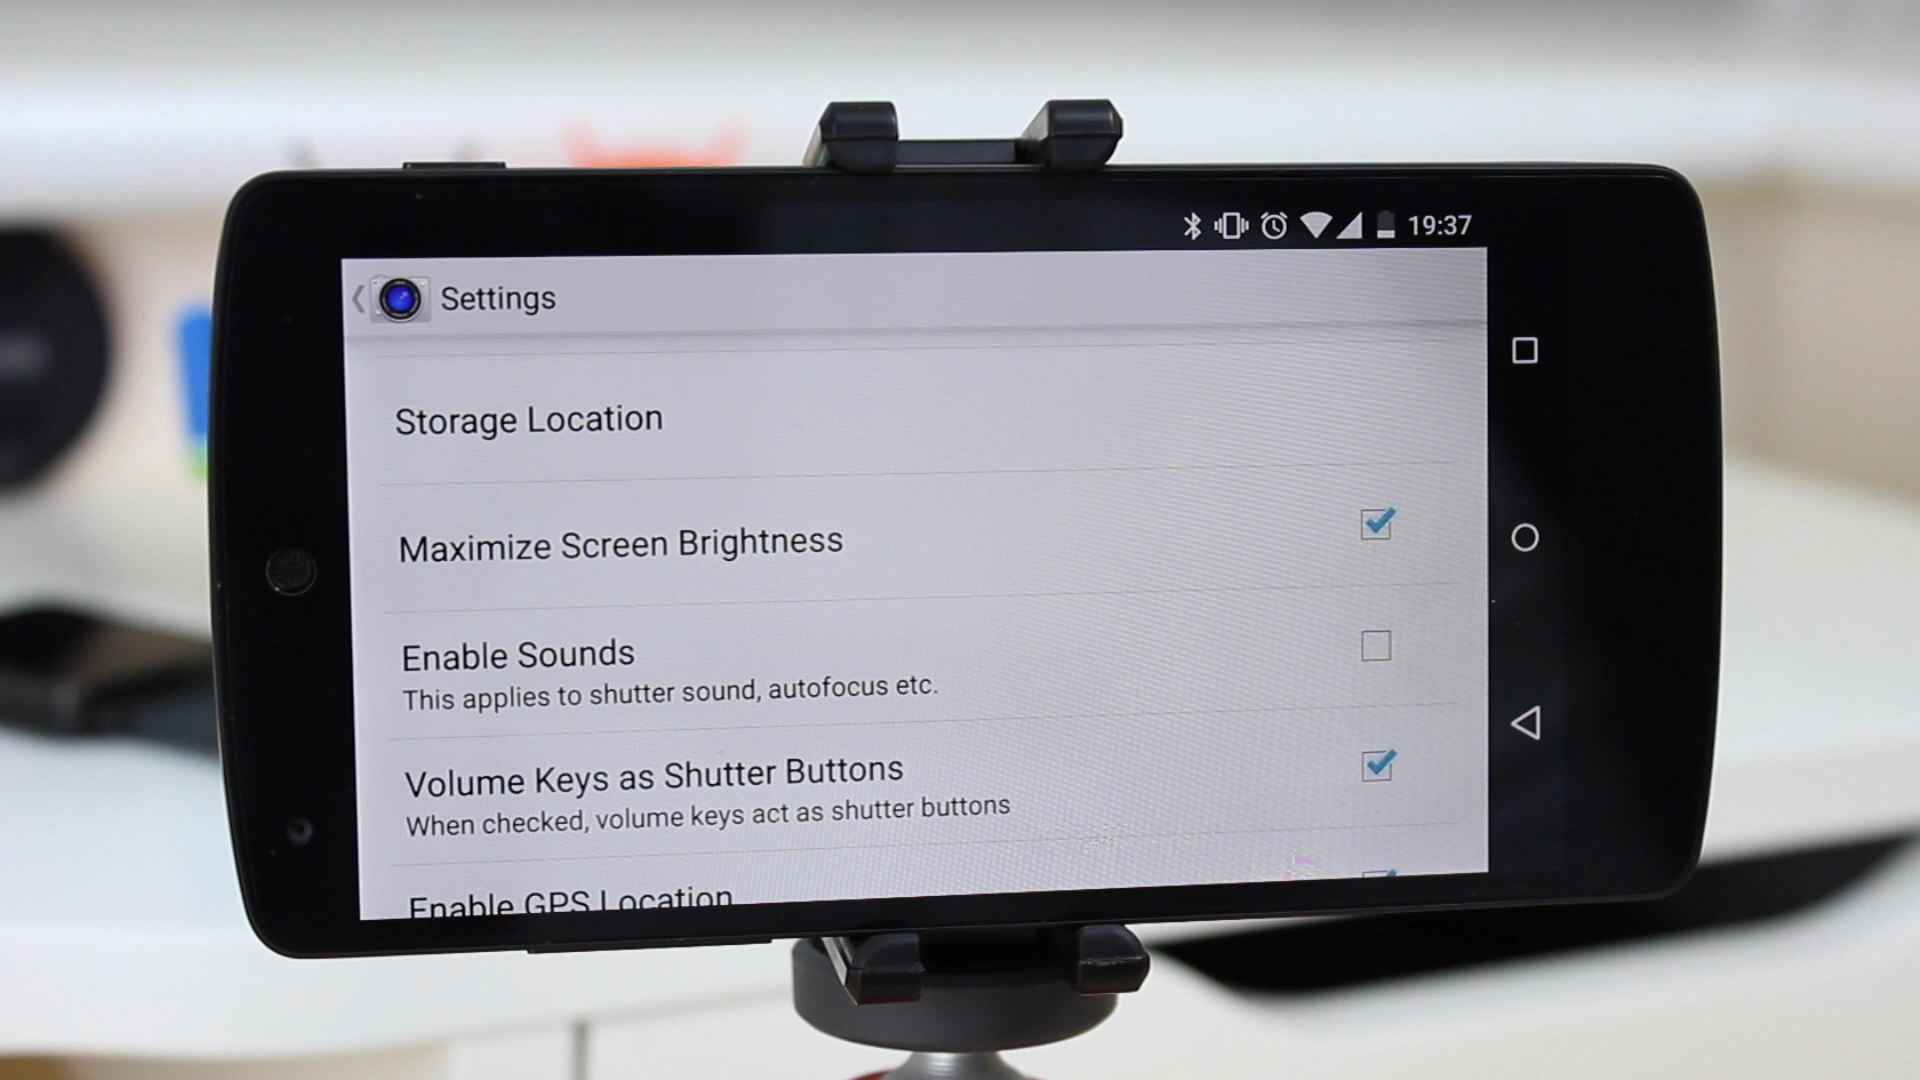 19:37
Settings
Storage Location
Maximize Screen Brightness
Enable Sounds
This applies to shutter sound, autofocus etc.
Volume Keys as Shutter Buttons
When checked, volume keys act as shutter buttons
Enable GPS Location